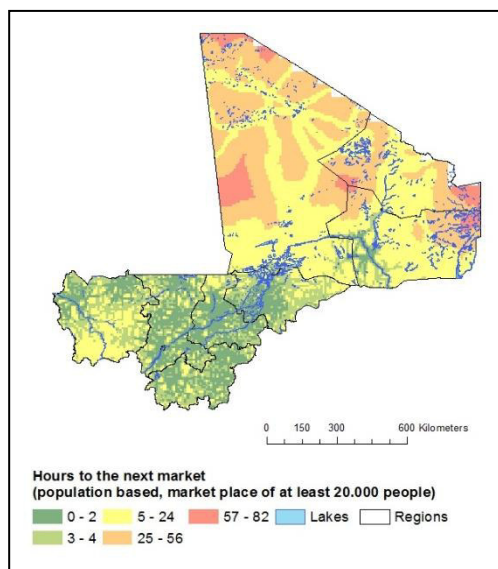 0 150 300 600 Kilometers
Hours to the next market
(population based, market place of at least 20.000 people)
0 - 2 5 - 24 57 - 82 Lakes Regions
3 - 4 25 - 56